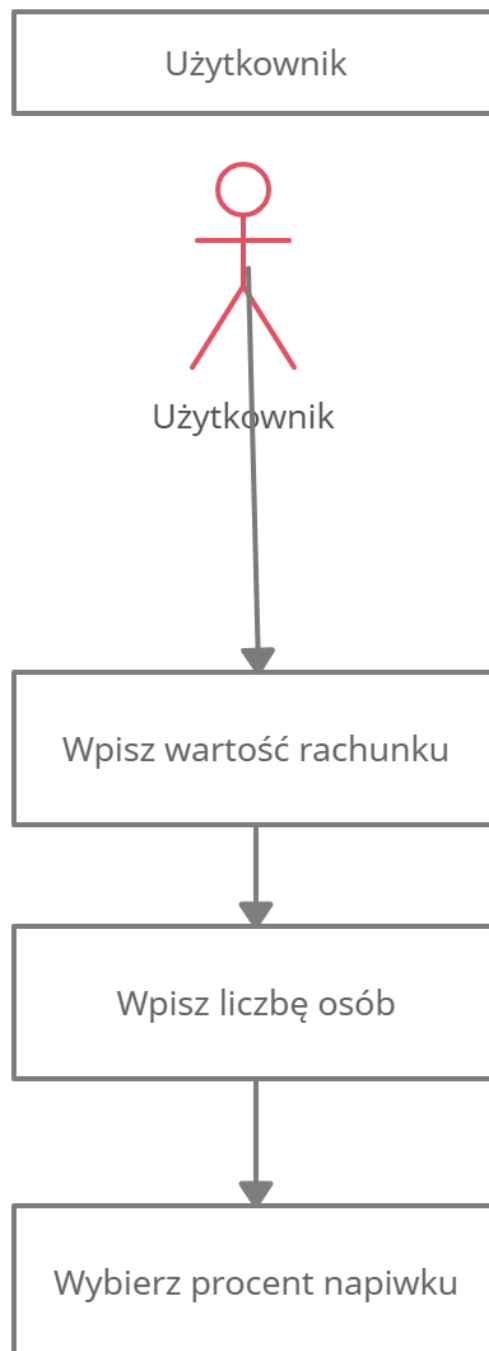 Użytkownik
Użytkownik
Wpisz wartość rachunku
Wpisz liczbę osób
Wybierz procent napiwku